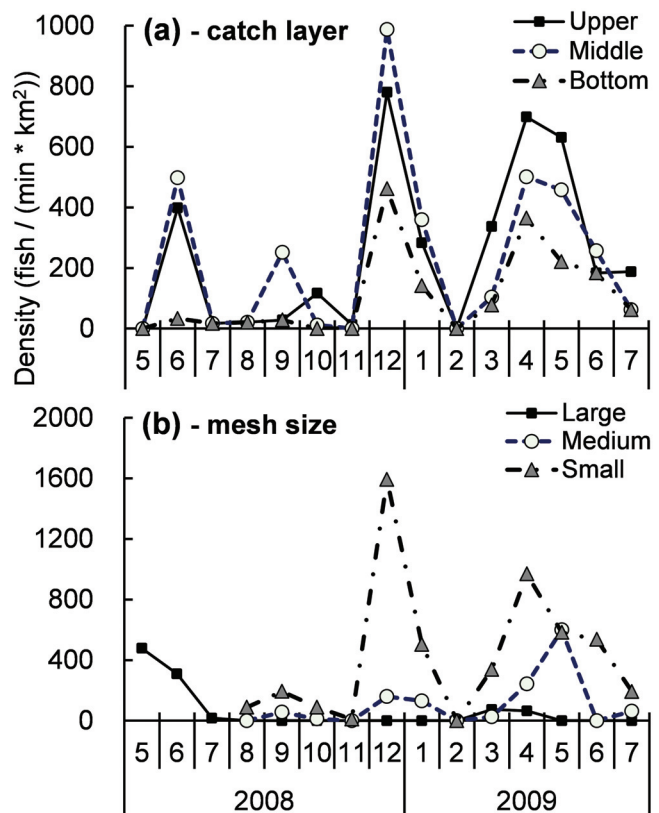 (a) - catch layer
Upper
Middle
Bottom
Density (fish / (min * km²))
1000
800
600
400
200
0
5 6 7 8 9 10 11 12 1 2 3 4 5 6 7
(b) - mesh size
Large
Medium
Small
2000
1600
1200
800
400
0
5 6 7 8 9 10 11 12 1 2 3 4 5 6 7
2008 2009